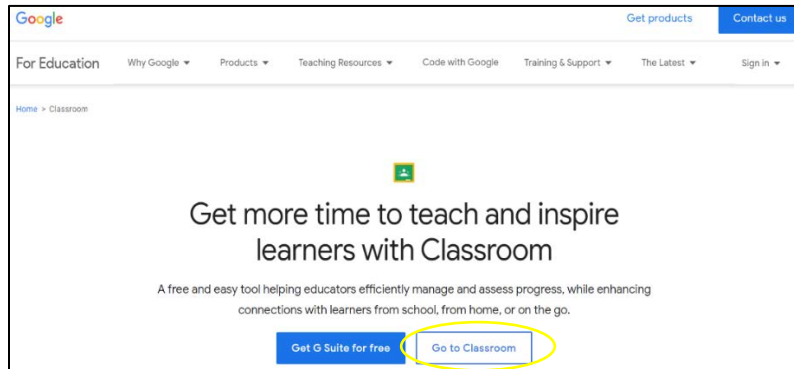 Google
Get products Contact us
For Education Why Google Products Teaching Resources Code with Google Training & Support The Latest Sign in
Home > Classroom
Get more time to teach and inspire
learners with Classroom
A free and easy tool helping educators efficiently manage and assess progress, while enhancing
connections with learners from school, from home, or on the go.
Get G Suite for free Go to Classroom